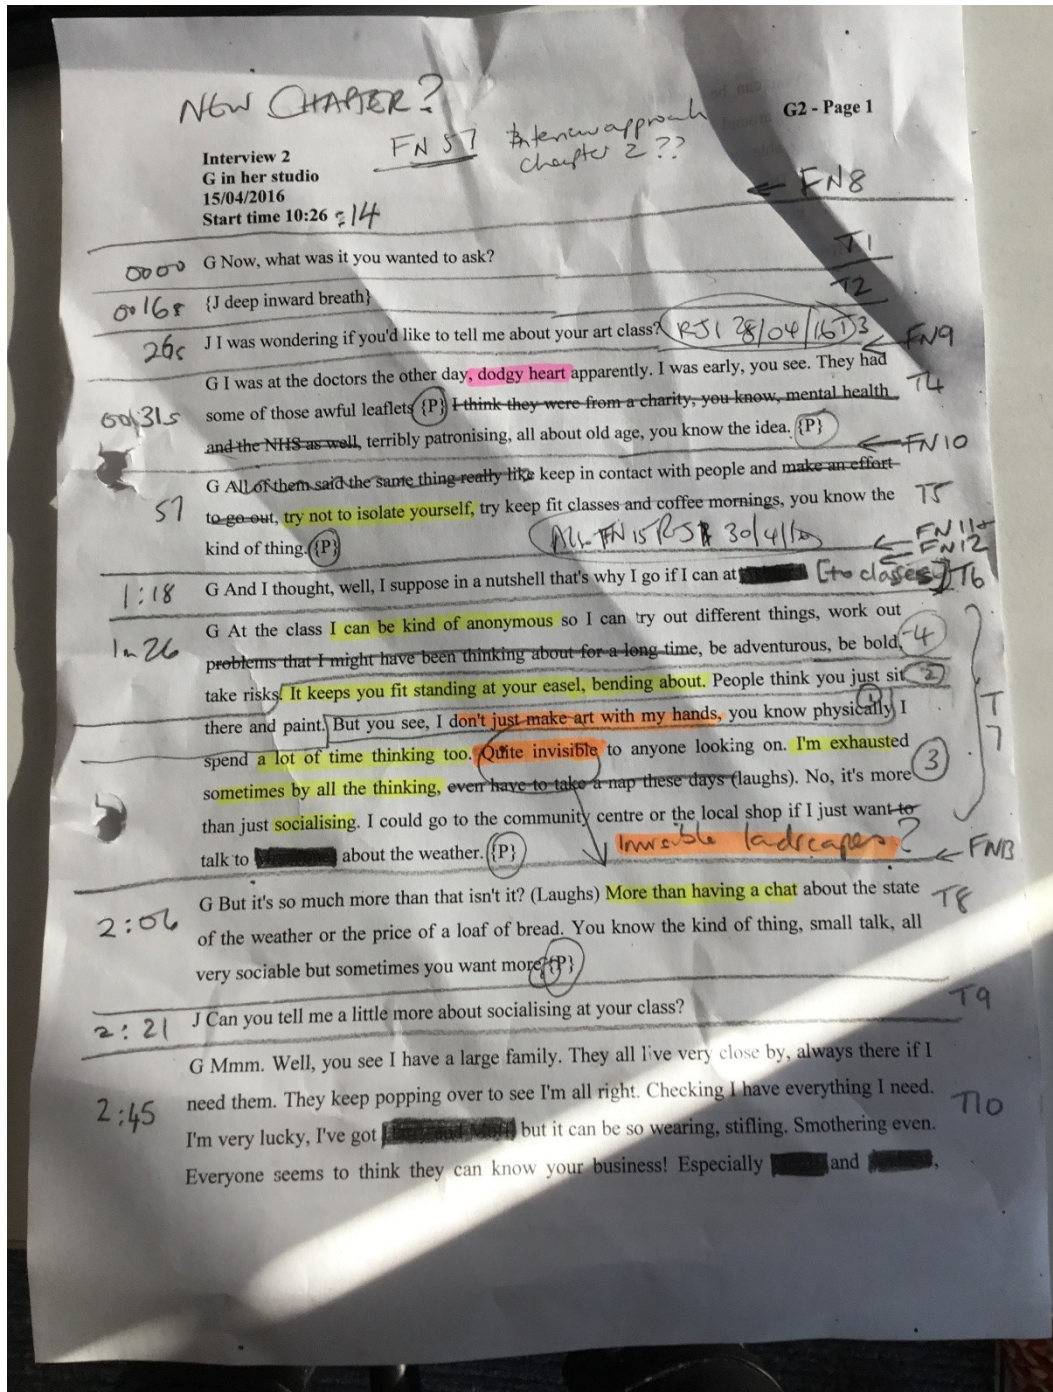 NEW CHAPTER?
G2 - Page 1
FN 57 Interview approach
chapter 2 ??
Interview 2
G in her studio
15/04/2016
Start time 10:26 :14
← FN8
0000 G Now, what was it you wanted to ask? T1
0016s {J deep inward breath} T2
26s J I was wondering if you'd like to tell me about your art class? RJ1 28/04/16 T3
← FN9
G I was at the doctors the other day, dodgy heart apparently. I was early, you see. They had
00,31s some of those awful leaflets {P} I think they were from a charity, you know, mental health T4
and the NHS as well, terribly patronising, all about old age, you know the idea. {P}
← FN10
G All of them said the same thing really like keep in contact with people and make an effort
57 to go out, try not to isolate yourself, try keep fit classes and coffee mornings, you know the T5
kind of thing. {P} FN15 RJ 30/4/16
← FN11
← FN12
1:18 G And I thought, well, I suppose in a nutshell that's why I go if I can at [to classes] T6
1m 26 G At the class I can be kind of anonymous so I can try out different things, work out
problems that I might have been thinking about for a long time, be adventurous, be bold, 4
take risks. It keeps you fit standing at your easel, bending about. People think you just sit 2
there and paint. But you see, I don't just make art with my hands, you know physically I 1 T7
spend a lot of time thinking too. Quite invisible to anyone looking on. I'm exhausted
sometimes by all the thinking, even have to take a nap these days (laughs). No, it's more 3
than just socialising. I could go to the community centre or the local shop if I just want to
talk to about the weather. {P} Invisible landscapes?
← FN13
2:06 G But it's so much more than that isn't it? (Laughs) More than having a chat about the state T8
of the weather or the price of a loaf of bread. You know the kind of thing, small talk, all
very sociable but sometimes you want more {P}
2:21 J Can you tell me a little more about socialising at your class? T9
G Mmm. Well, you see I have a large family. They all live very close by, always there if I
2:45 need them. They keep popping over to see I'm all right. Checking I have everything I need. T10
I'm very lucky, I've got but it can be so wearing, stifling. Smothering even.
Everyone seems to think they can know your business! Especially and ,